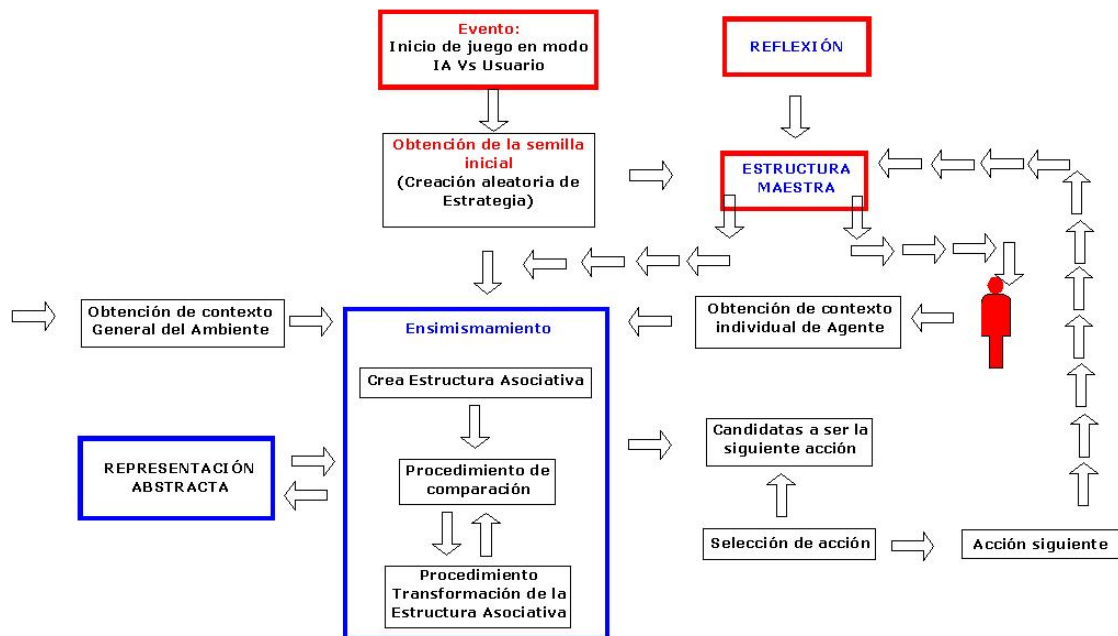 Evento:
Inicio de juego en modo
IA Vs Usuario
REFLEXIÓN
Obtención de la semilla
inicial
(Creación aleatoria de
Estrategia)
ESTRUCTURA
MAESTRA
Obtención de contexto
General del Ambiente
Ensimismamiento
Obtención de contexto
individual de Agente
Crea Estructura Asociativa
Candidatas a ser la
siguiente acción
REPRESENTACIÓN
ABSTRACTA
Procedimiento de
comparación
Selección de acción
Acción siguiente
Procedimiento
Transformación de la
Estructura Asociativa